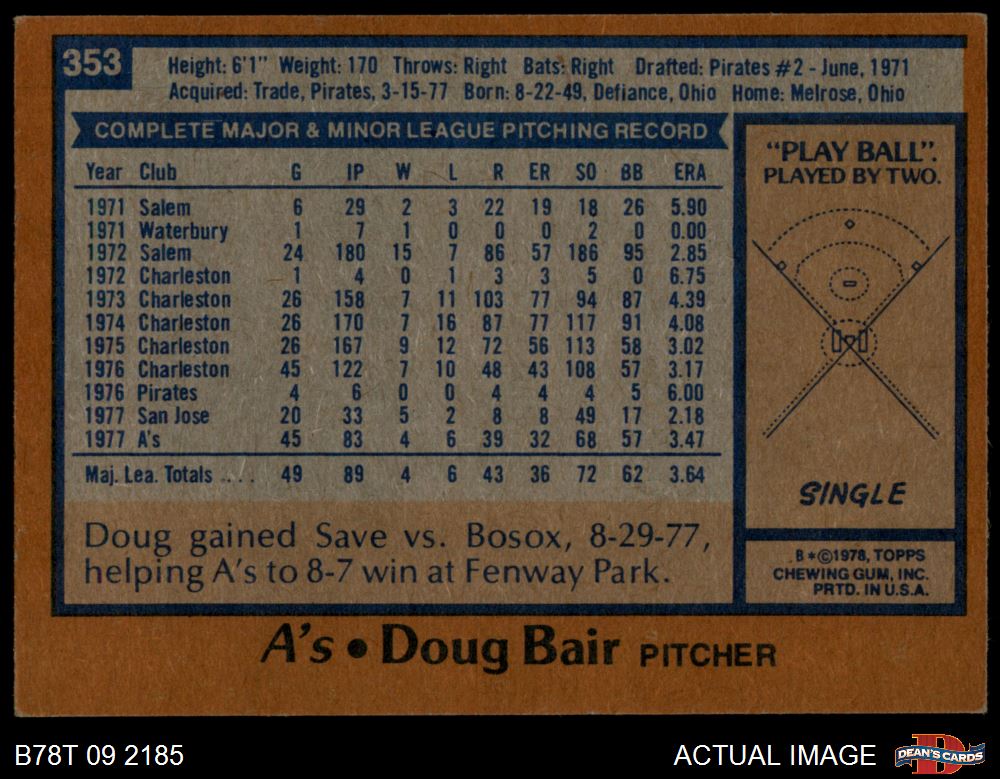 353
Height: 6'1" Weight: 170 Throws: Right Bats: Right Drafted: Pirates #2 - June, 1971
Acquired: Trade, Pirates, 3-15-77 Born: 8-22-49, Defiance, Ohio Home: Melrose, Ohio
COMPLETE MAJOR & MINOR LEAGUE PITCHING RECORD
Year Club G IP W L R ER SO BB ERA
1971 Salem 6 29 2 3 22 19 18 26 5.90
1971 Waterbury 1 7 1 0 0 0 2 0 0.00
1972 Salem 24 180 15 7 86 57 186 95 2.85
1972 Charleston 1 4 0 1 3 3 5 0 6.75
1973 Charleston 26 158 7 11 103 77 94 87 4.39
1974 Charleston 26 170 7 16 87 77 117 91 4.08
1975 Charleston 26 167 9 12 72 56 113 58 3.02
1976 Charleston 45 122 7 10 48 43 108 57 3.17
1976 Pirates 4 6 0 0 4 4 4 5 6.00
1977 San Jose 20 33 5 2 8 8 49 17 2.18
1977 A's 45 83 4 6 39 32 68 57 3.47
Maj. Lea. Totals .... 49 89 4 6 43 36 72 62 3.64
Doug gained Save vs. Bosox, 8-29-77,
helping A's to 8-7 win at Fenway Park.
"PLAY BALL".
PLAYED BY TWO.
SINGLE
B*©1978, TOPPS
CHEWING GUM, INC.
PRTD. IN U.S.A.
A's • Doug Bair PITCHER
B78T 09 2185
ACTUAL IMAGE
DEAN'S CARDS